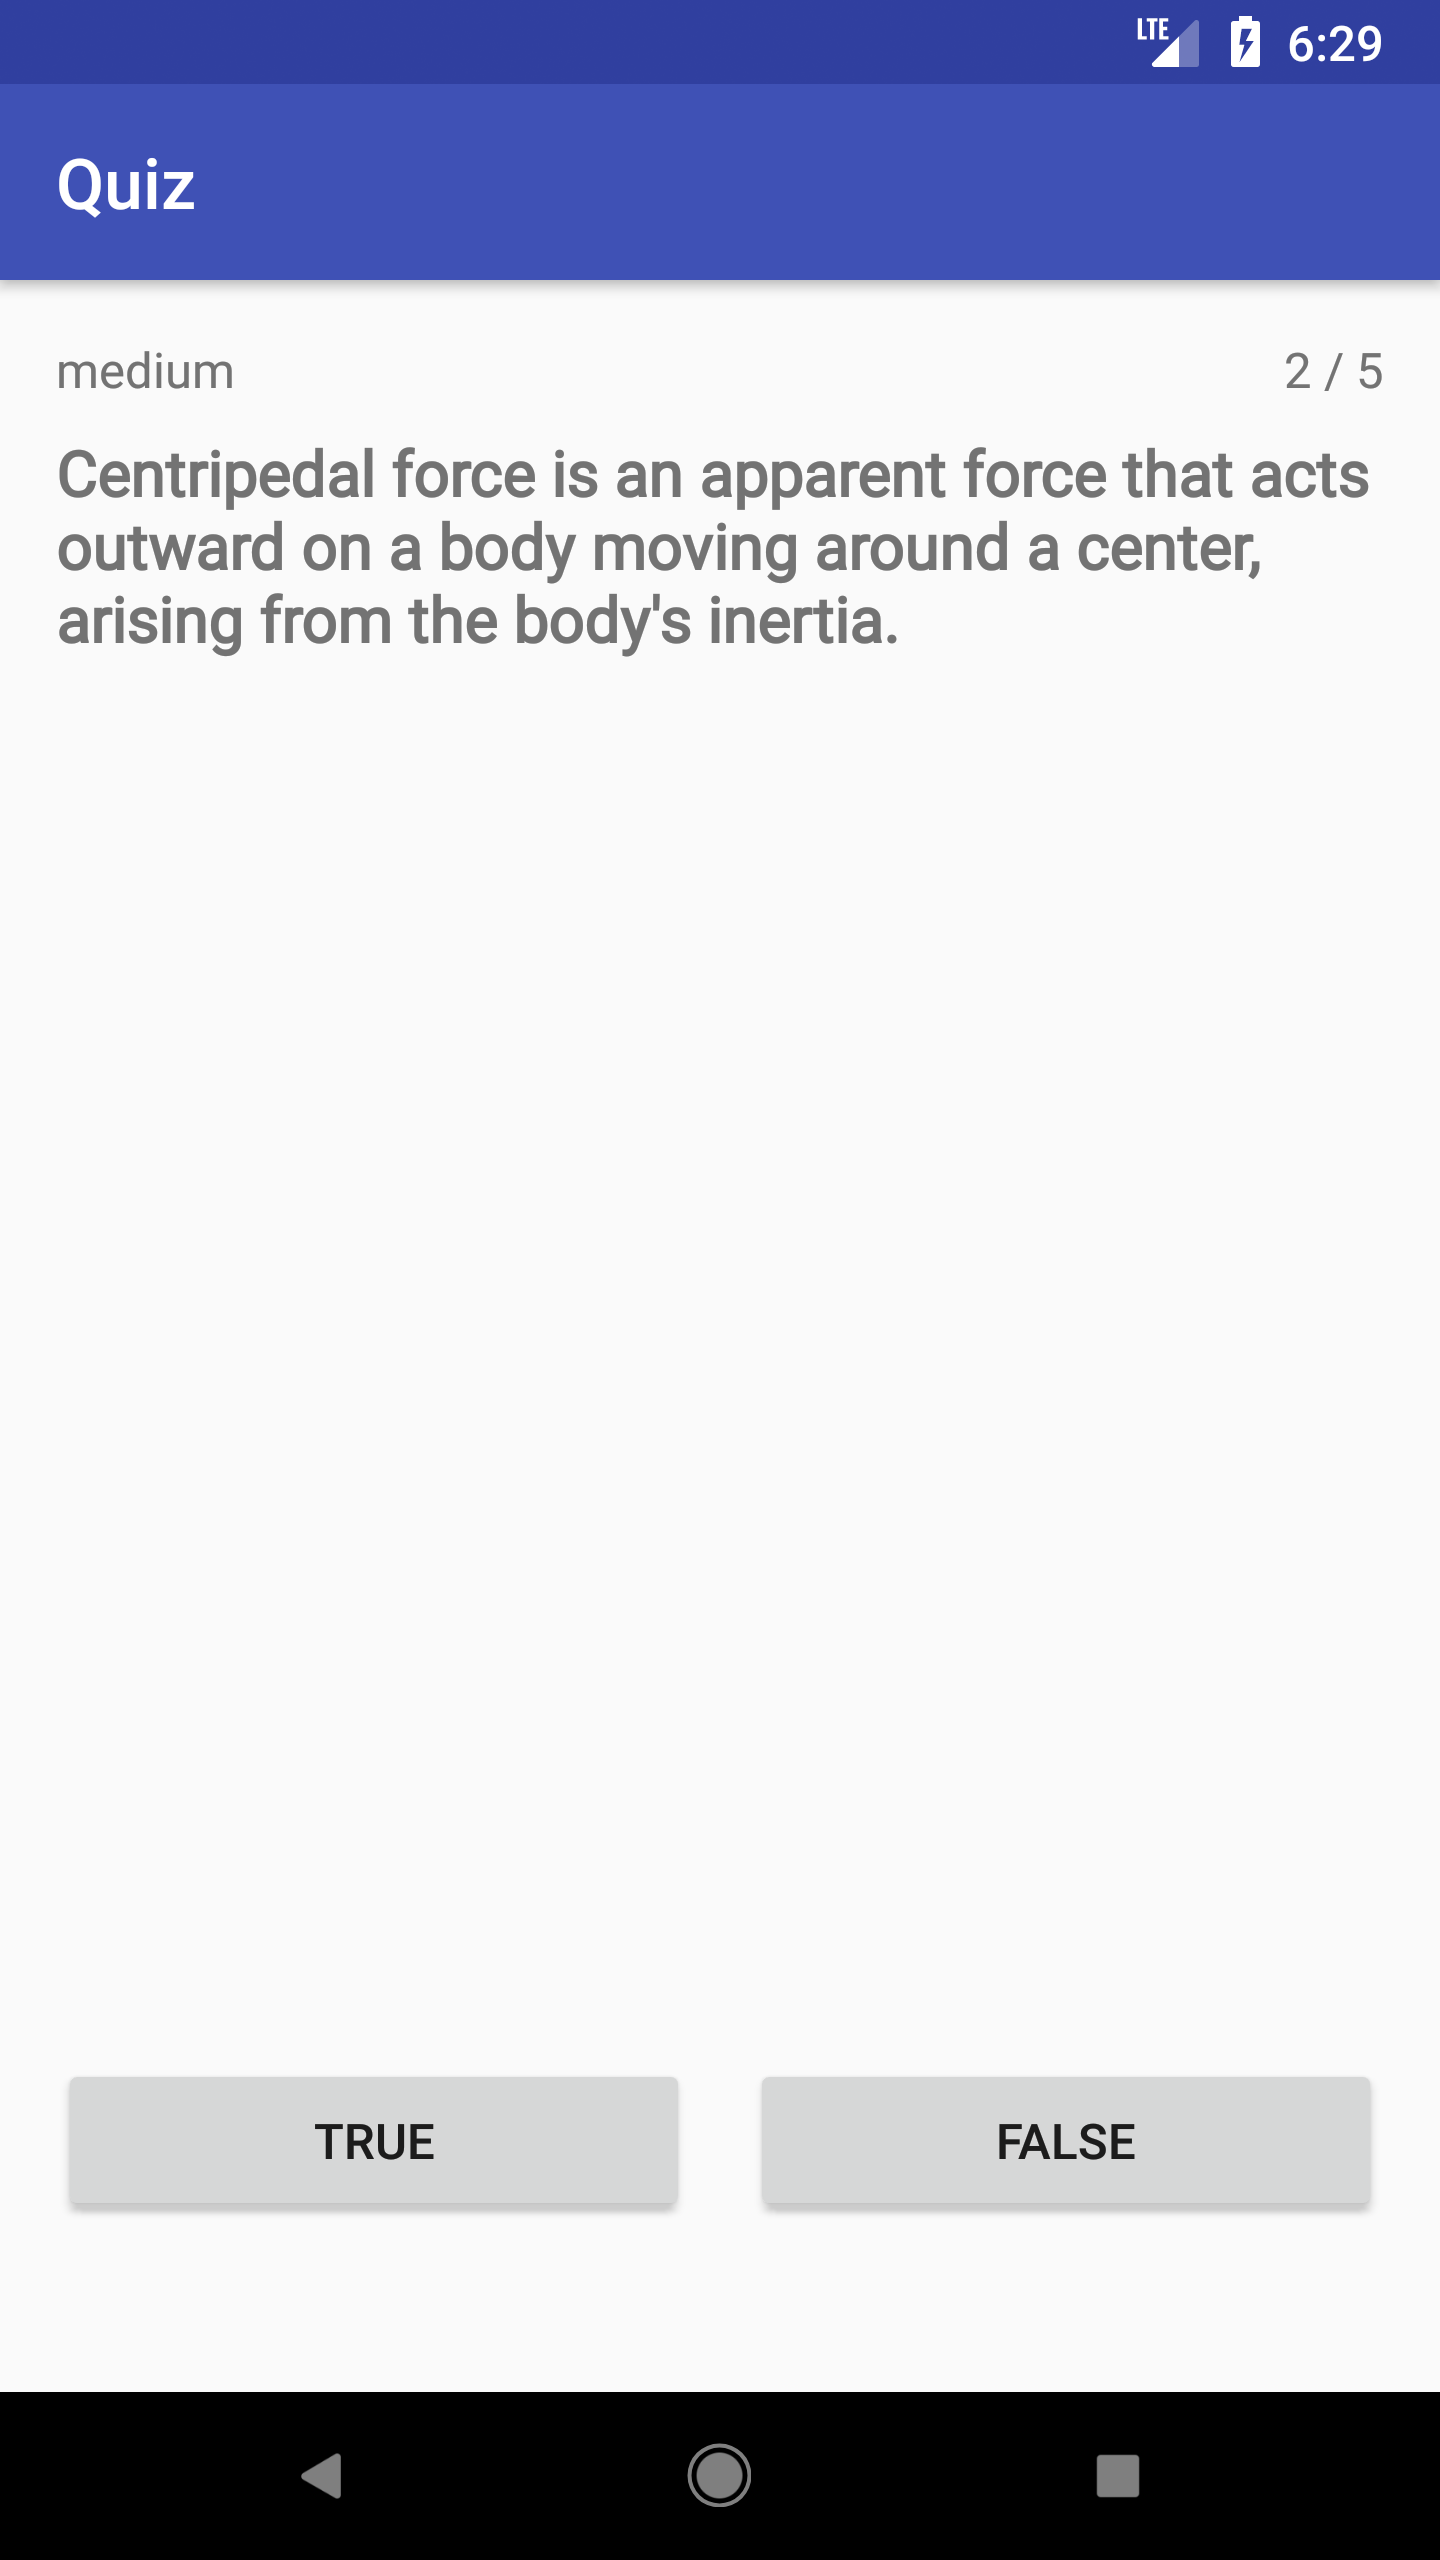 LTE 6:29
Quiz
medium 2 / 5
Centripedal force is an apparent force that acts
outward on a body moving around a center,
arising from the body's inertia.
TRUE FALSE